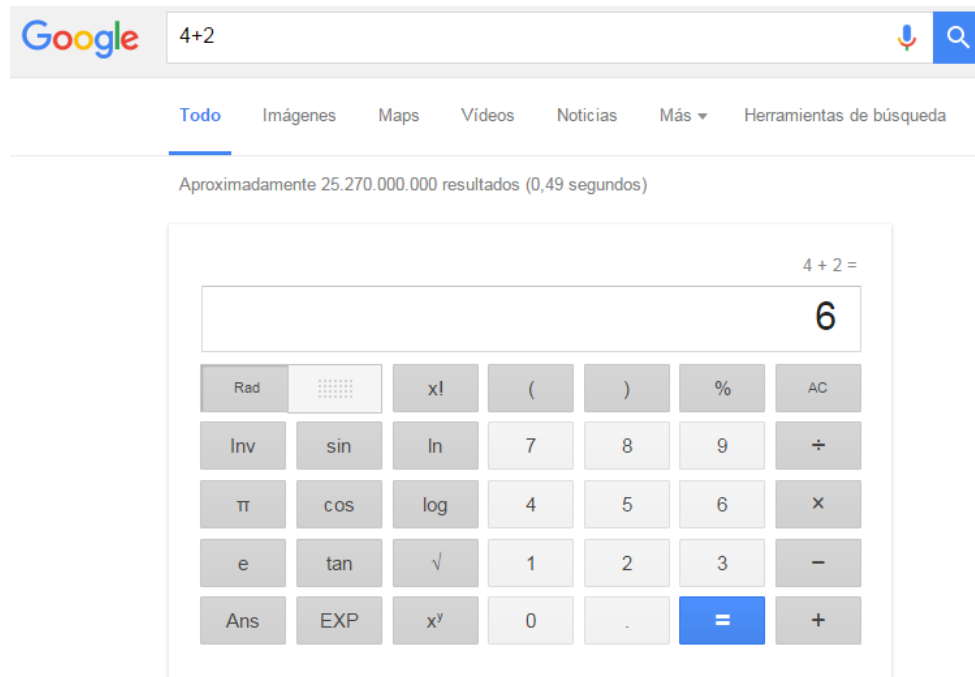 Google 4+2
Todo Imágenes Maps Vídeos Noticias Más Herramientas de búsqueda
Aproximadamente 25.270.000.000 resultados (0,49 segundos)
4 + 2 =
6
Rad x! ( ) % AC
Inv sin ln 7 8 9 ÷
π cos log 4 5 6 ×
e tan √ 1 2 3 −
Ans EXP xʸ 0 . = +